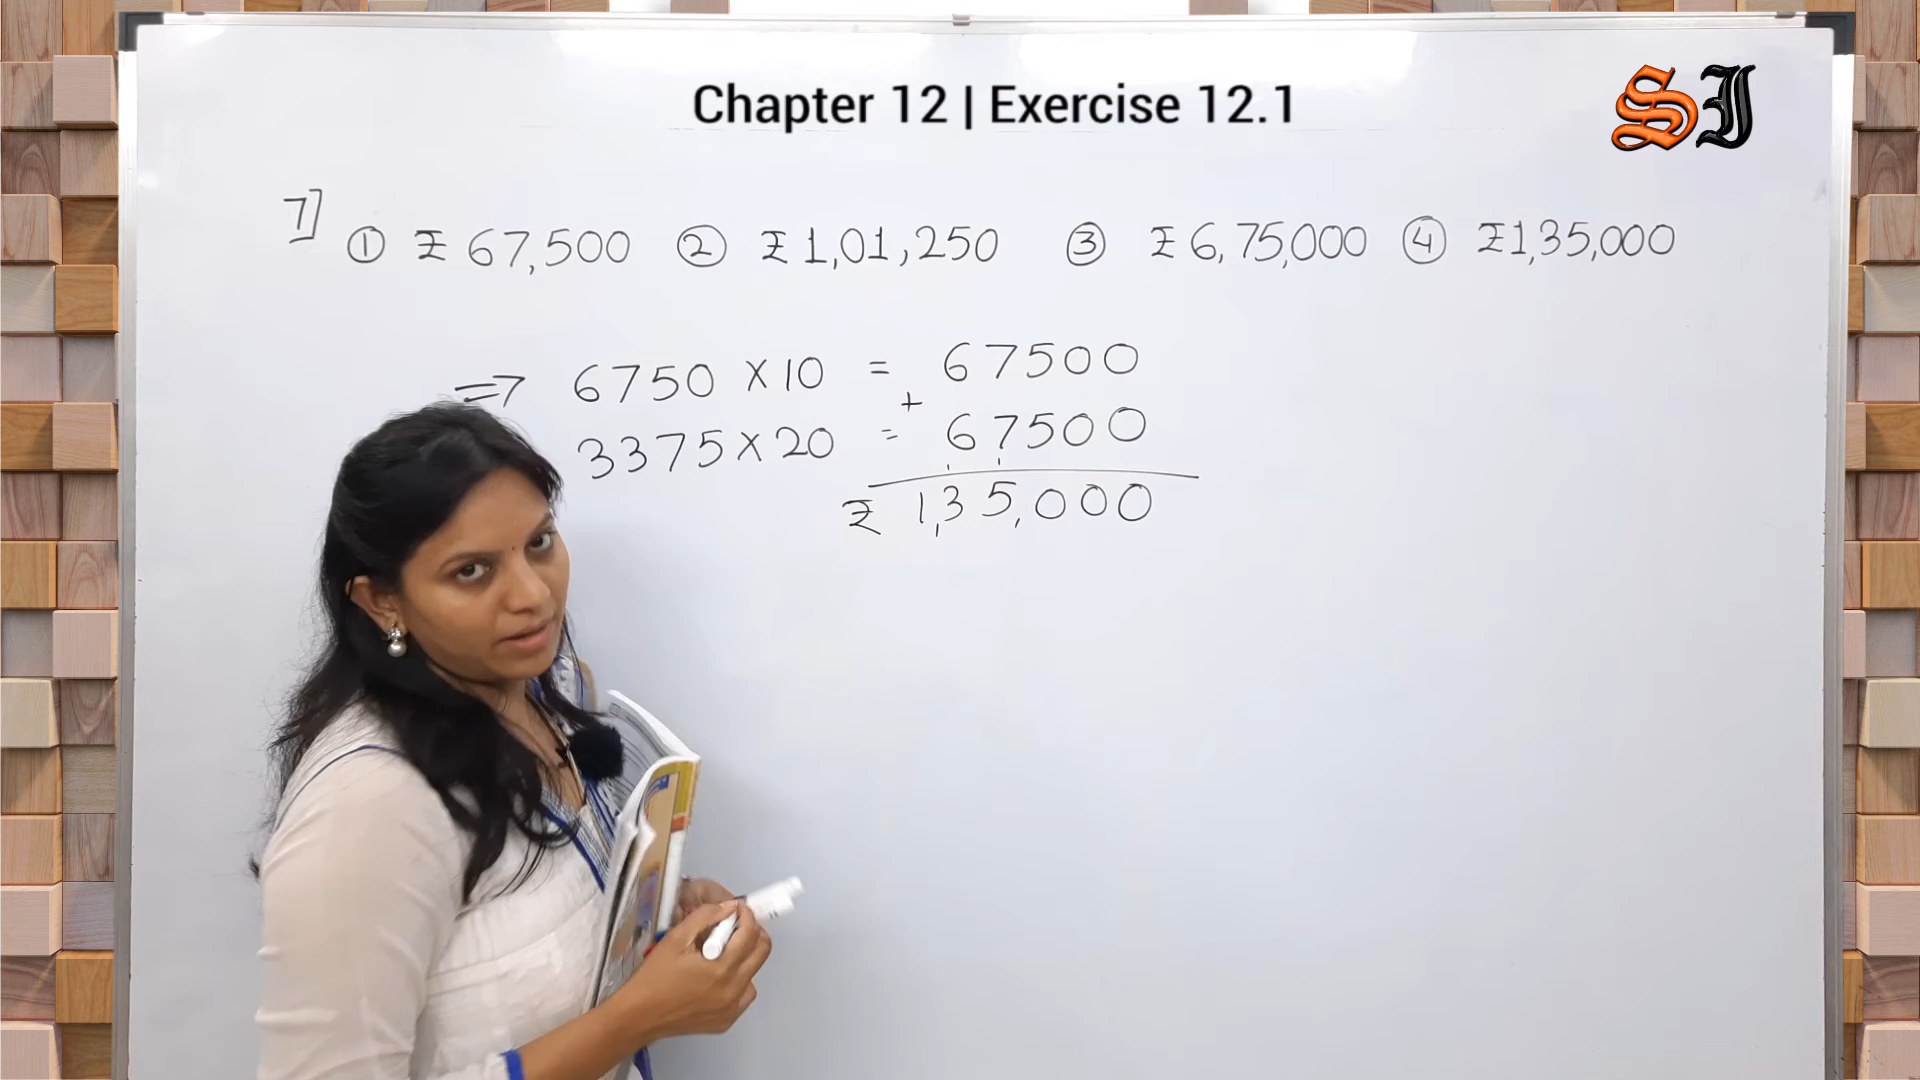 Chapter 12 | Exercise 12.1
SJ
7] ① ₹ 67,500 ② ₹ 1,01,250 ③ ₹ 6,75,000 ④ ₹ 1,35,000
⇒ 6750 × 10 = 67500
+
3375 × 20 = 67500
₹ 1,35,000